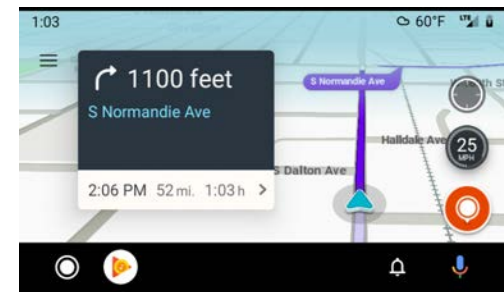 1:03
60°F
LTE
1100 feet
S Normandie Ave
S Normandie Ave
Halldale Ave
25
MPH
S Dalton Ave
2:06 PM 52 mi. 1:03 h